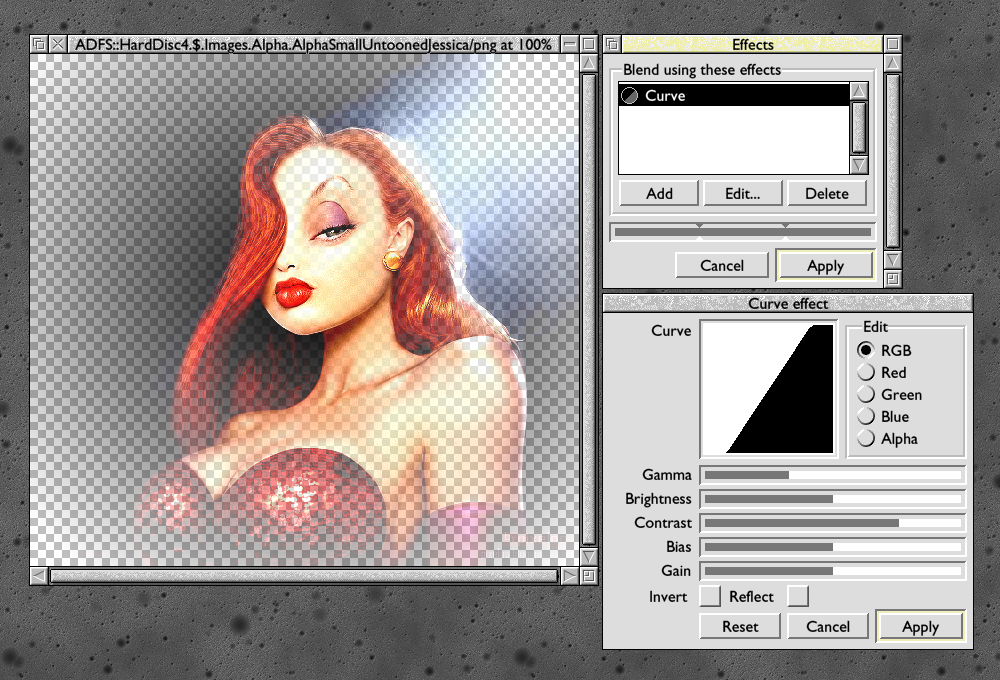 ADFS::HardDisc4.$.Images.Alpha.AlphaSmallUntoonedJessica/png at 100%
Effects
Blend using these effects
Curve
Add
Edit...
Delete
Cancel
Apply
Curve effect
Curve
Edit
RGB
Red
Green
Blue
Alpha
Gamma
Brightness
Contrast
Bias
Gain
Invert
Reflect
Reset
Cancel
Apply